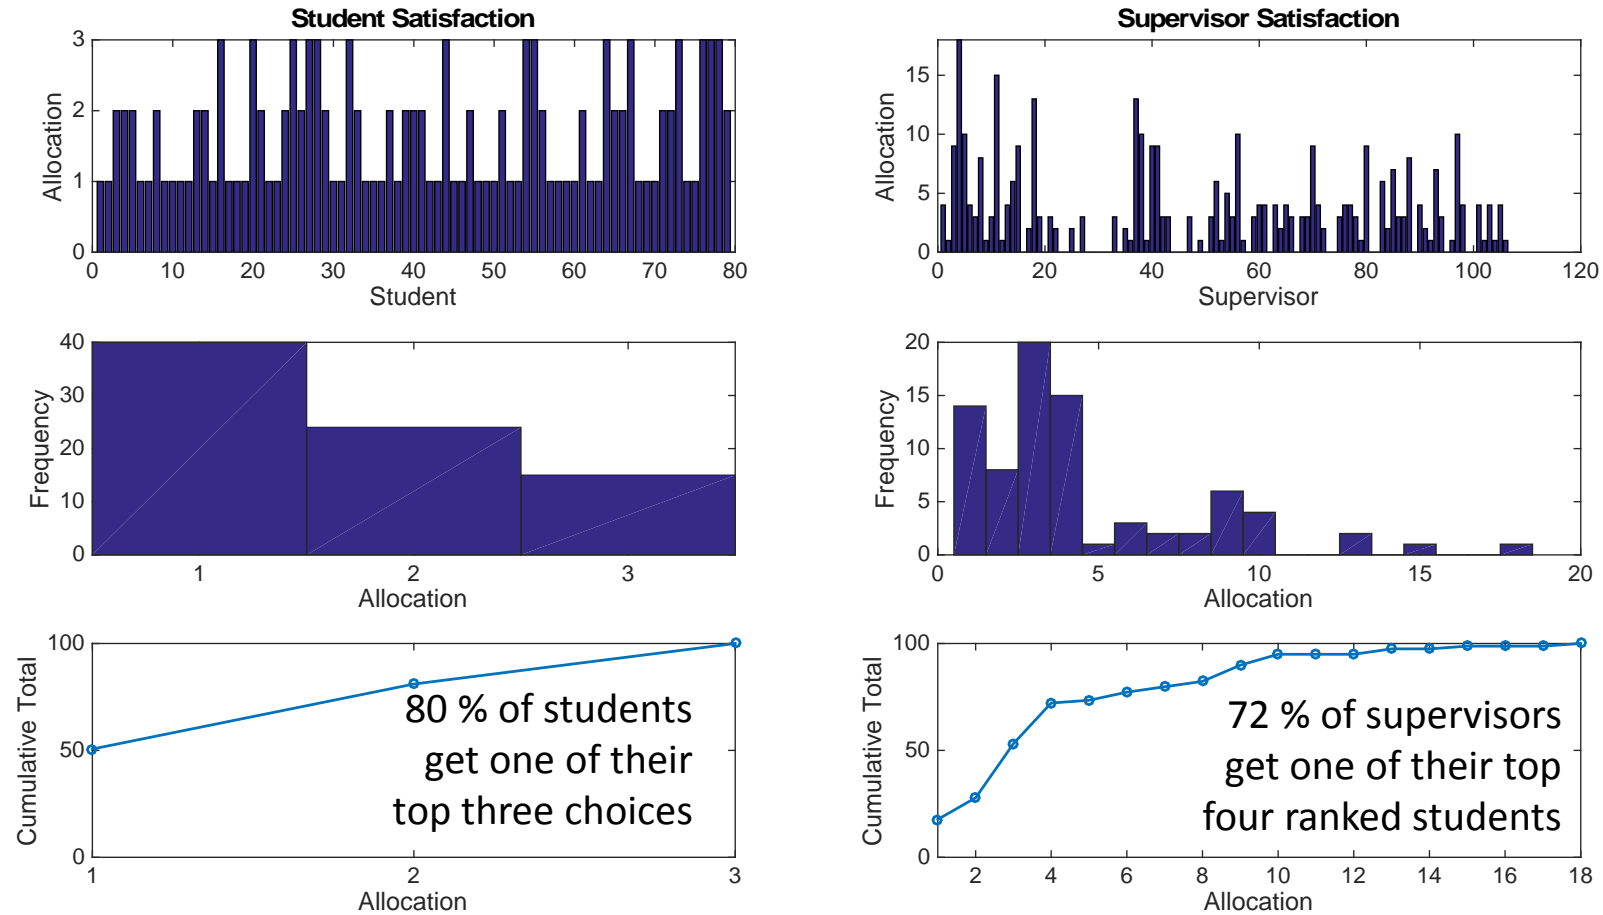 Student Satisfaction
3
2
1
0
Allocation
0 10 20 30 40 50 60 70 80
Student
Supervisor Satisfaction
15
10
5
0
Allocation
0 20 40 60 80 100 120
Supervisor
40
30
20
10
0
Frequency
1 2 3
Allocation
20
15
10
5
0
Frequency
0 5 10 15 20
Allocation
100
50
0
Cumulative Total
80 % of students
get one of their
top three choices
1 2 3
Allocation
100
50
0
Cumulative Total
72 % of supervisors
get one of their top
four ranked students
2 4 6 8 10 12 14 16 18
Allocation